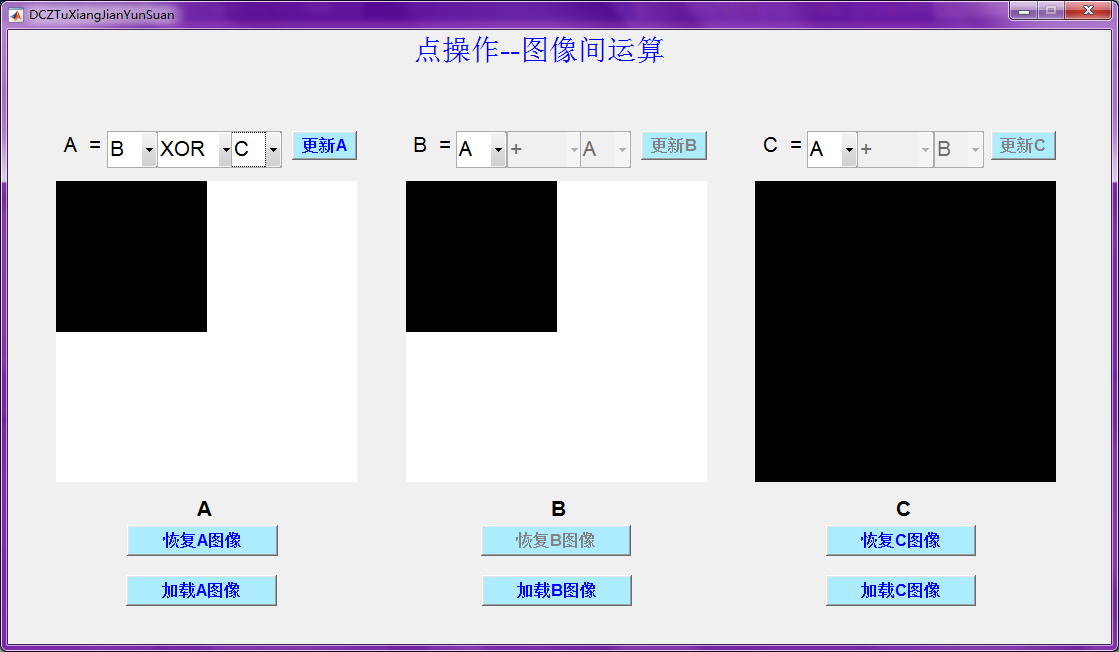 DCZTuXiangJianYunSuan
点操作--图像间运算
A = B XOR C 更新A B = A + A 更新B C = A + B 更新C
A B C
恢复A图像 恢复B图像 恢复C图像
加载A图像 加载B图像 加载C图像